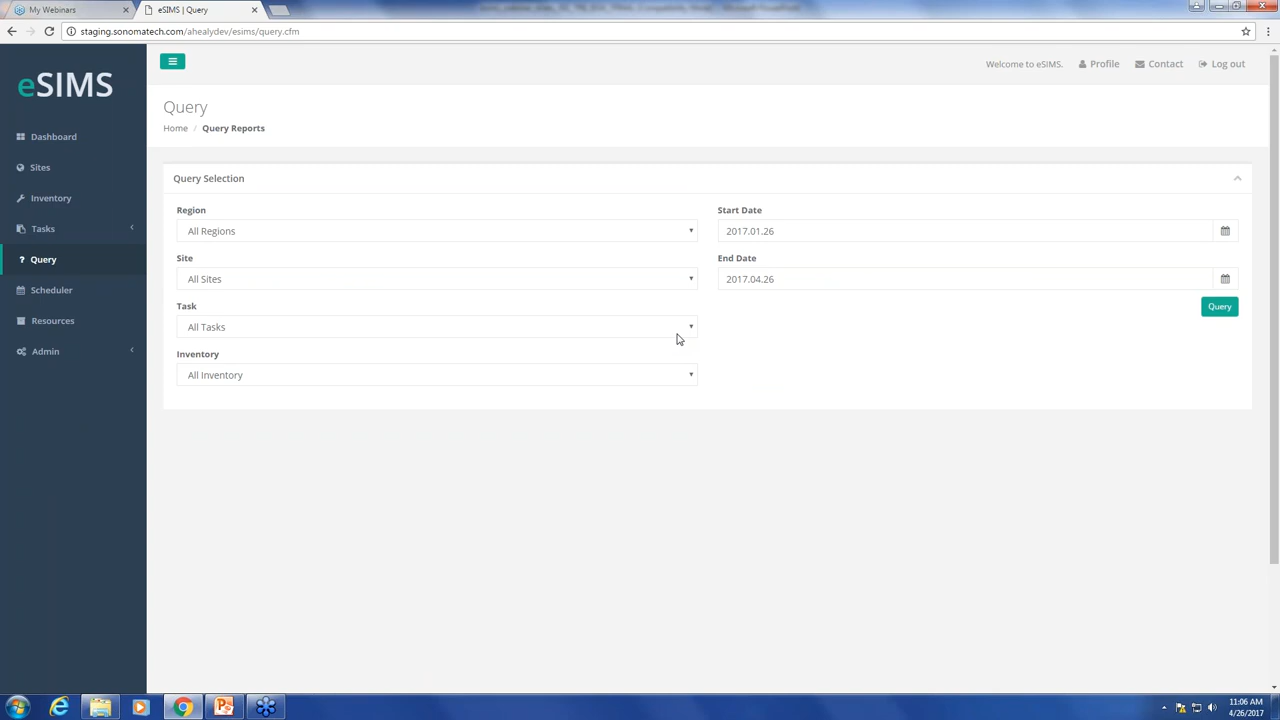 My Webinars
eSIMS | Query
staging.sonomatech.com/ahealydev/esims/query.cfm
eSIMS
Dashboard
Sites
Inventory
Tasks
Query
Scheduler
Resources
Admin
Welcome to eSIMS.
Profile
Contact
Log out
Query
Home / Query Reports
Query Selection
Region
All Regions
Site
All Sites
Task
All Tasks
Inventory
All Inventory
Start Date
2017.01.26
End Date
2017.04.26
Query
11:06 AM
4/26/2017